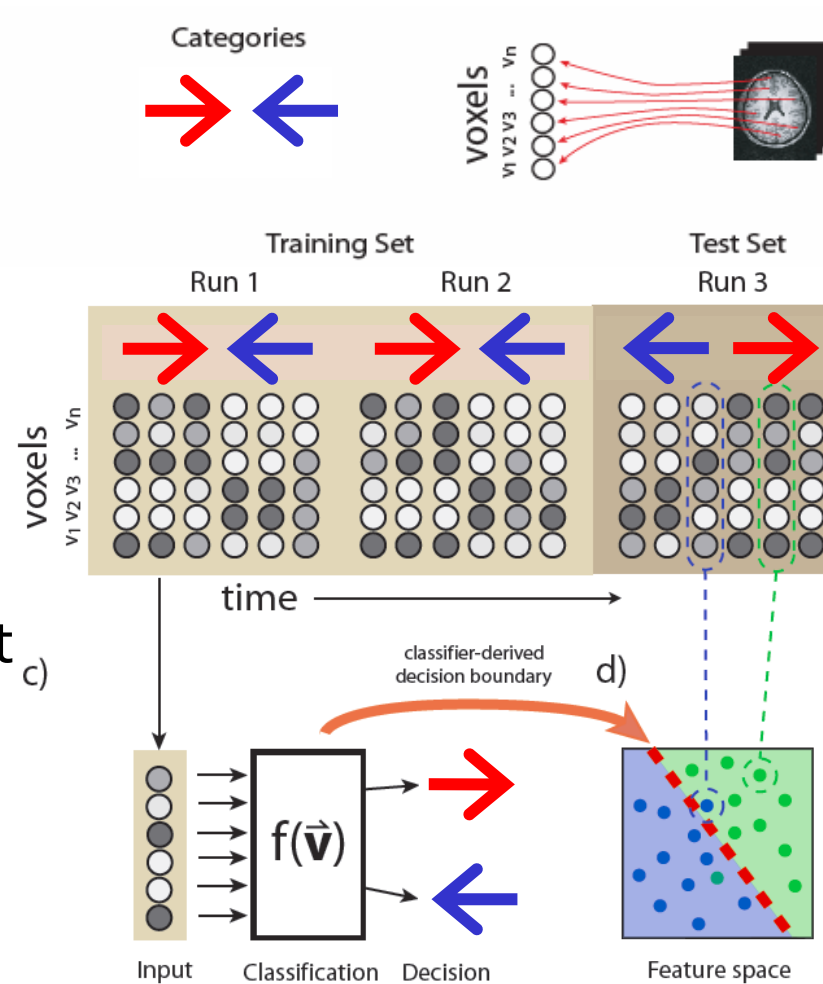 Categories
voxels
v1 v2 v3 ... vn
Training Set
Test Set
Run 1
Run 2
Run 3
voxels
v1 v2 v3 ... vn
time
t
c)
classifier-derived
decision boundary
d)
f(v⃗)
Input
Classification
Decision
Feature space